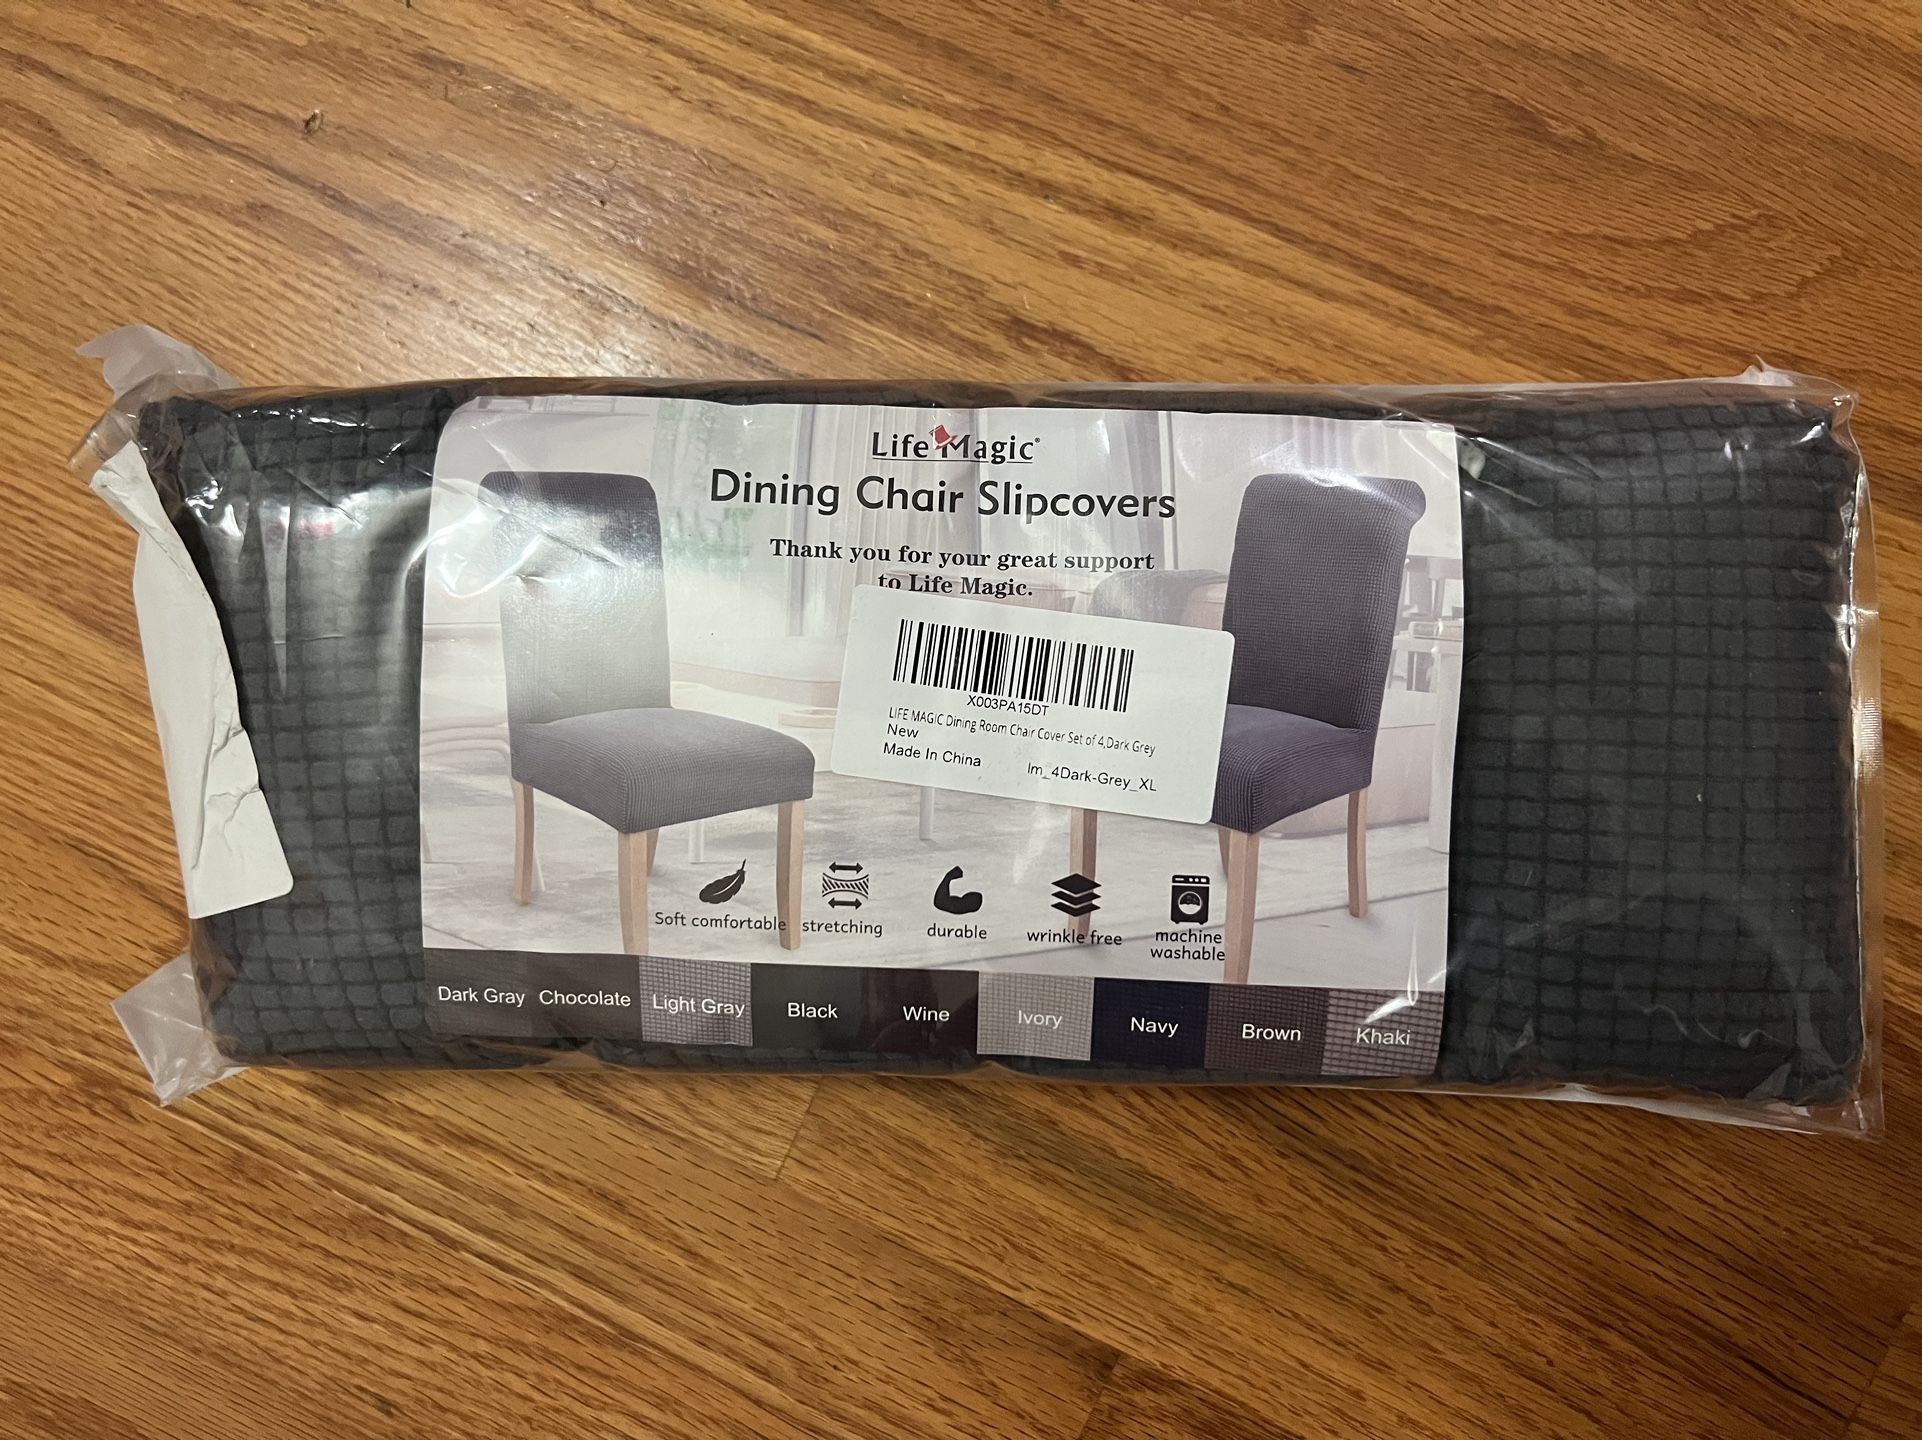 Life Magic®
Dining Chair Slipcovers
Thank you for your great support
to Life Magic.
X003PA15DT
LIFE MAGIC Dining Room Chair Cover Set of 4,Dark Grey
New
Made In China lm_4Dark-Grey_XL
Soft comfortable stretching durable wrinkle free machine
washable
Dark Gray Chocolate Light Gray Black Wine Ivory Navy Brown Khaki